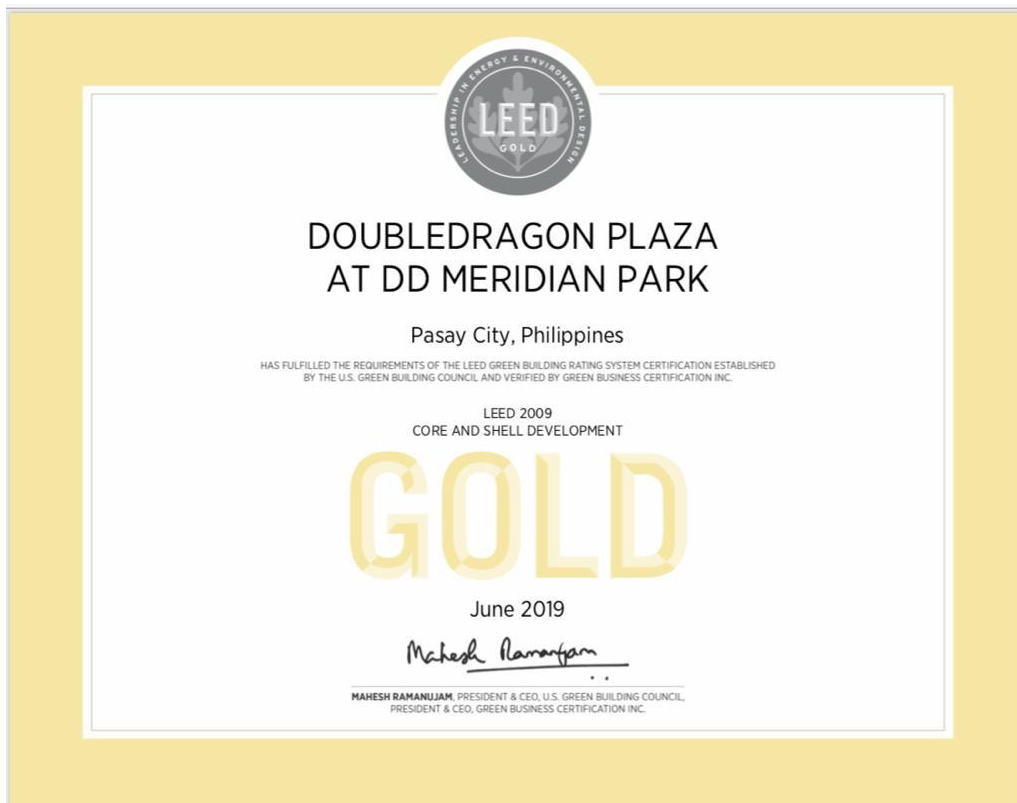 LEADERSHIP IN ENERGY & ENVIRONMENTAL DESIGN
LEED
GOLD
DOUBLEDRAGON PLAZA
AT DD MERIDIAN PARK
Pasay City, Philippines
HAS FULFILLED THE REQUIREMENTS OF THE LEED GREEN BUILDING RATING SYSTEM CERTIFICATION ESTABLISHED
BY THE U.S. GREEN BUILDING COUNCIL AND VERIFIED BY GREEN BUSINESS CERTIFICATION INC.
LEED 2009
CORE AND SHELL DEVELOPMENT
GOLD
June 2019
Mahesh Ramanujam
MAHESH RAMANUJAM, PRESIDENT & CEO, U.S. GREEN BUILDING COUNCIL,
PRESIDENT & CEO, GREEN BUSINESS CERTIFICATION INC.